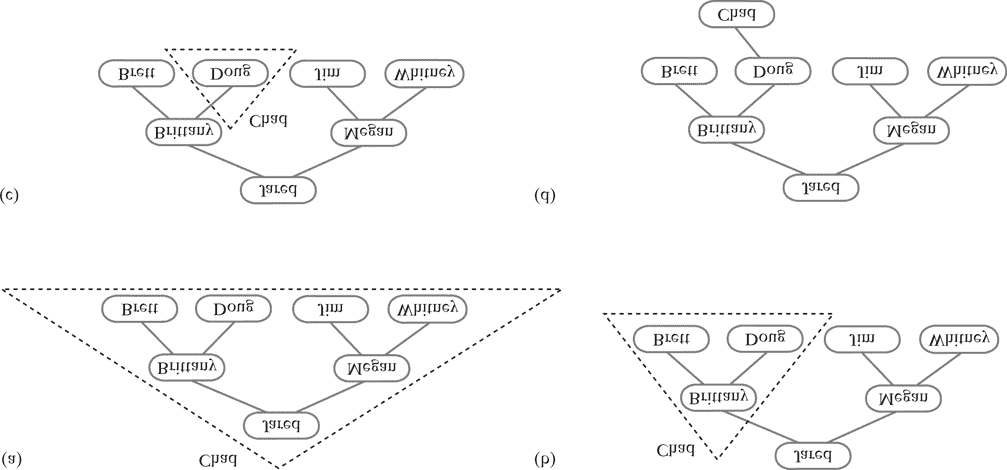 (a)
Chad
Jared
Brittany Megan
Brett Doug Jim Whitney
(b)
Jared
Chad
Brittany Megan
Brett Doug Jim Whitney
(c)
Jared
Brittany Megan
Chad
Brett Doug Jim Whitney
(d)
Jared
Brittany Megan
Brett Doug Jim Whitney
Chad